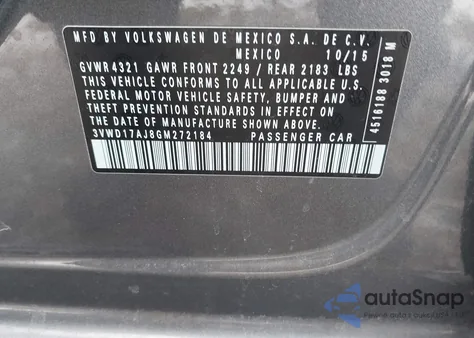 MFD BY VOLKSWAGEN DE MEXICO S.A. DE C.V.
MEXICO 10/15
GVWR 4321 GAWR FRONT 2249 / REAR 2183 LBS
THIS VEHICLE CONFORMS TO ALL APPLICABLE U.S.
FEDERAL MOTOR VEHICLE SAFETY, BUMPER AND
THEFT PREVENTION STANDARDS IN EFFECT ON
THE DATE OF MANUFACTURE SHOWN ABOVE.
3VWD17AJ8GM272184 PASSENGER CAR
4516188 3018 M
autoSnap